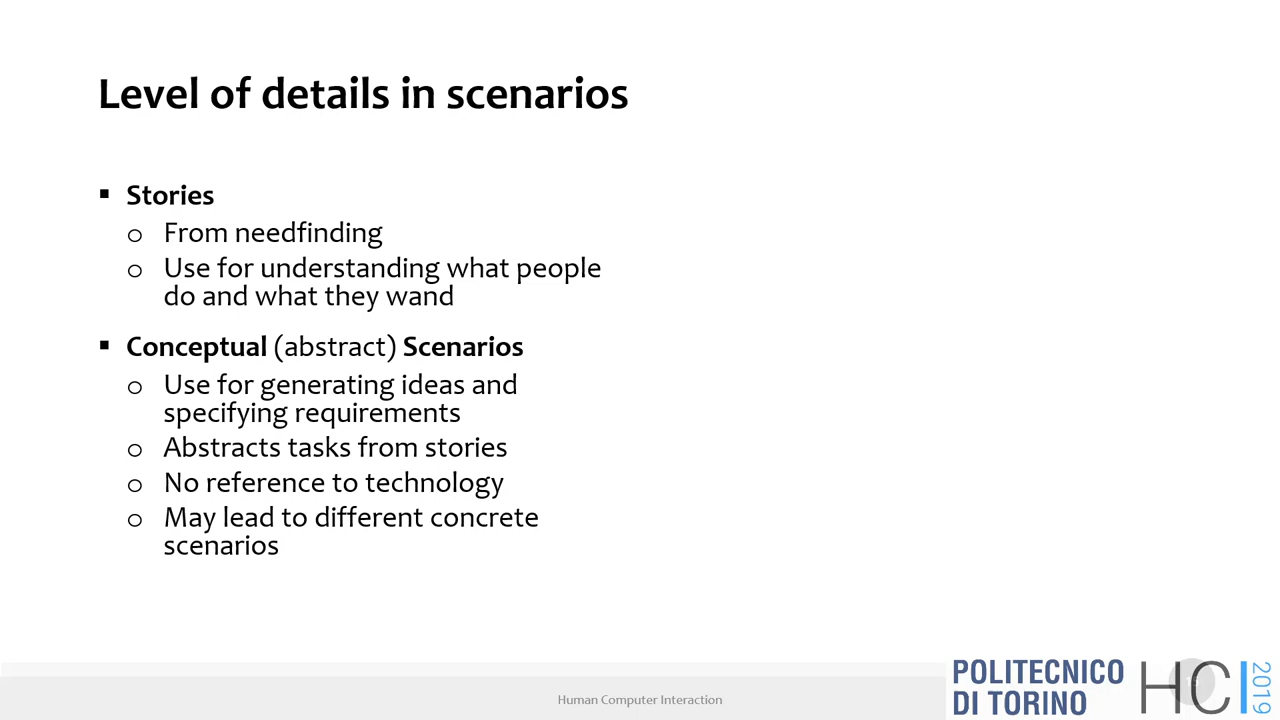 Level of details in scenarios
▪ Stories
o From needfinding
o Use for understanding what people
do and what they wand
▪ Conceptual (abstract) Scenarios
o Use for generating ideas and
specifying requirements
o Abstracts tasks from stories
o No reference to technology
o May lead to different concrete
scenarios
Human Computer Interaction
POLITECNICO
DI TORINO
HCI
2019